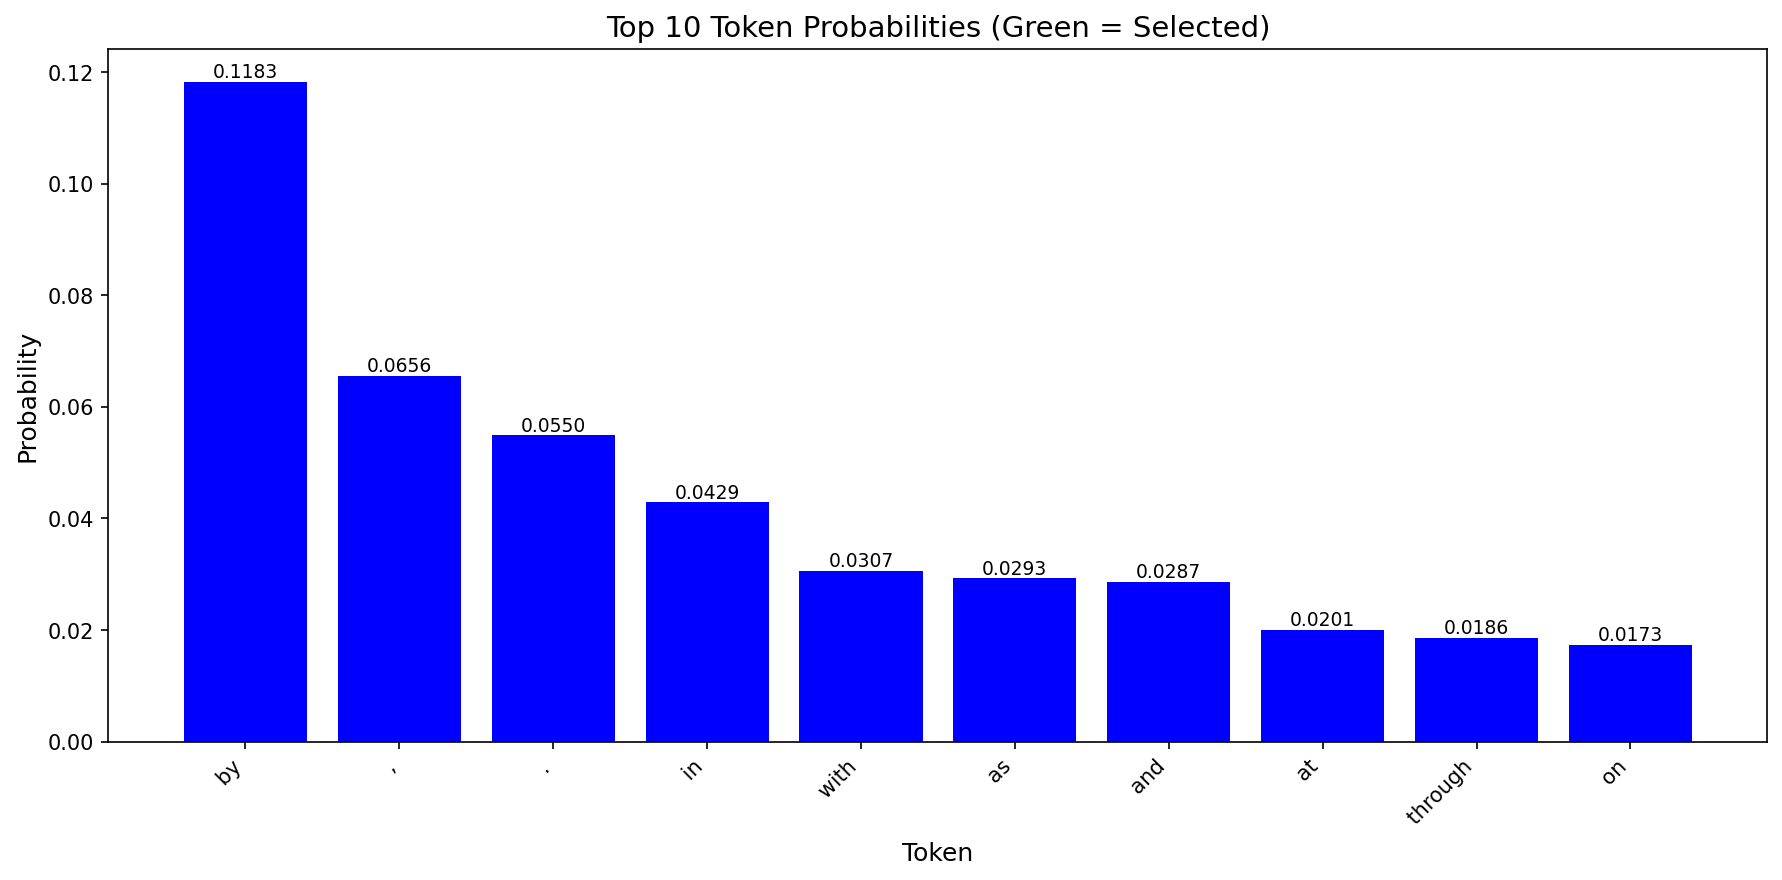 Top 10 Token Probabilities (Green = Selected)
Probability
0.12
0.10
0.08
0.06
0.04
0.02
0.00
0.1183
0.0656
0.0550
0.0429
0.0307
0.0293
0.0287
0.0201
0.0186
0.0173
by
,
.
in
with
as
and
at
through
on
Token